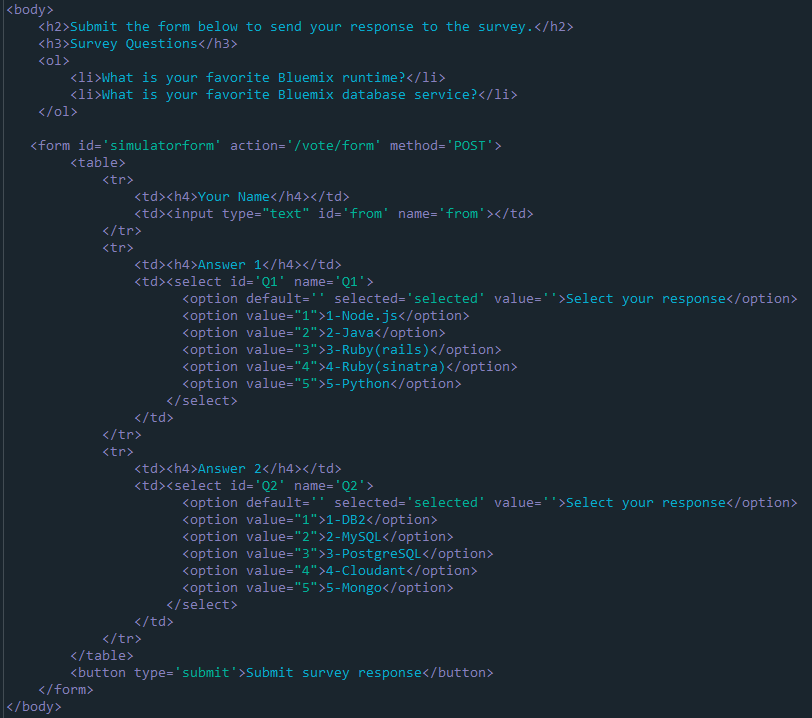 <body>
<h2>Submit the form below to send your response to the survey.</h2>
<h3>Survey Questions</h3>
<ol>
<li>What is your favorite Bluemix runtime?</li>
<li>What is your favorite Bluemix database service?</li>
</ol>
<form id='simulatorform' action='/vote/form' method='POST'>
<table>
<tr>
<td><h4>Your Name</h4></td>
<td><input type="text" id='from' name='from'></td>
</tr>
<tr>
<td><h4>Answer 1</h4></td>
<td><select id='Q1' name='Q1'>
<option default='' selected='selected' value=''>Select your response</option>
<option value="1">1-Node.js</option>
<option value="2">2-Java</option>
<option value="3">3-Ruby(rails)</option>
<option value="4">4-Ruby(sinatra)</option>
<option value="5">5-Python</option>
</select>
</td>
</tr>
<tr>
<td><h4>Answer 2</h4></td>
<td><select id='Q2' name='Q2'>
<option default='' selected='selected' value=''>Select your response</option>
<option value="1">1-DB2</option>
<option value="2">2-MySQL</option>
<option value="3">3-PostgreSQL</option>
<option value="4">4-Cloudant</option>
<option value="5">5-Mongo</option>
</select>
</td>
</tr>
</table>
<button type='submit'>Submit survey response</button>
</form>
</body>